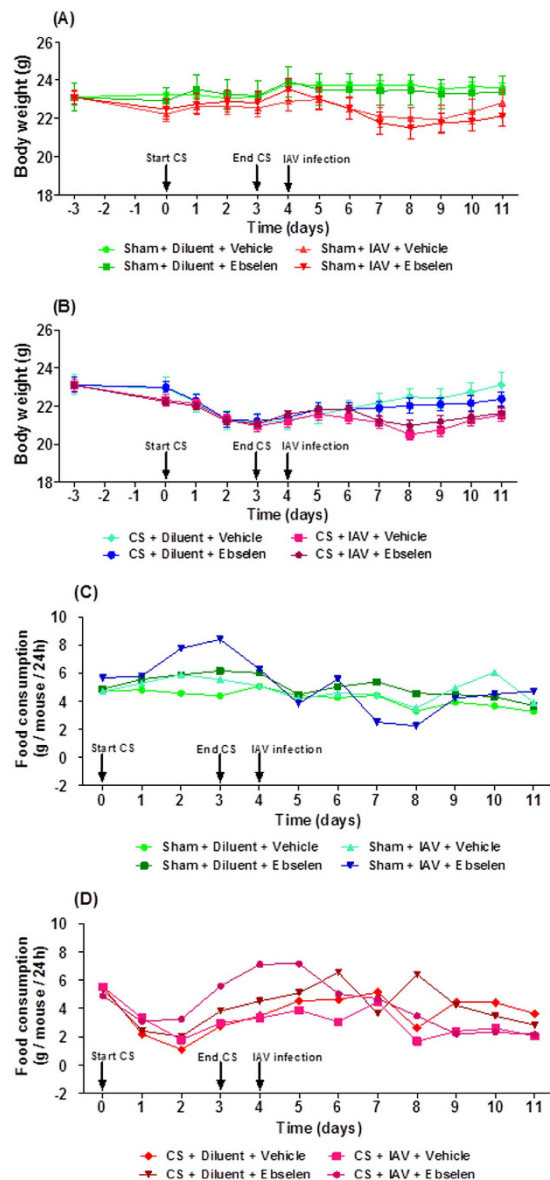 (A)
Body weight (g)
26
24
22
20
18
Start CS End CS IAV infection
-3 -2 -1 0 1 2 3 4 5 6 7 8 9 10 11
Time (days)
Sham + Diluent + Vehicle Sham + IAV + Vehicle
Sham + Diluent + Ebselen Sham + IAV + Ebselen
(B)
Body weight (g)
26
24
22
20
18
Start CS End CS IAV infection
-3 -2 -1 0 1 2 3 4 5 6 7 8 9 10 11
Time (days)
CS + Diluent + Vehicle CS + IAV + Vehicle
CS + Diluent + Ebselen CS + IAV + Ebselen
(C)
Food consumption
(g / mouse / 24h)
10
8
6
4
2
0
-2
Start CS End CS IAV infection
0 1 2 3 4 5 6 7 8 9 10 11
Time (days)
Sham + Diluent + Vehicle Sham + IAV + Vehicle
Sham + Diluent + Ebselen Sham + IAV + Ebselen
(D)
Food consumption
(g / mouse / 24h)
10
8
6
4
2
0
-2
Start CS End CS IAV infection
0 1 2 3 4 5 6 7 8 9 10 11
Time (days)
CS + Diluent + Vehicle CS + IAV + Vehicle
CS + Diluent + Ebselen CS + IAV + Ebselen